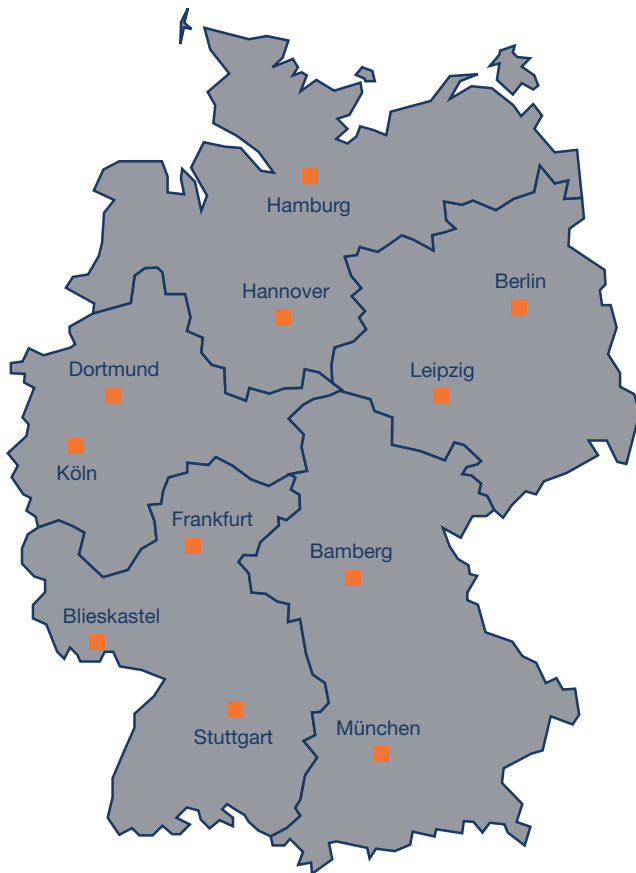 Hamburg
Hannover
Berlin
Dortmund
Leipzig
Köln
Frankfurt
Bamberg
Blieskastel
Stuttgart
München